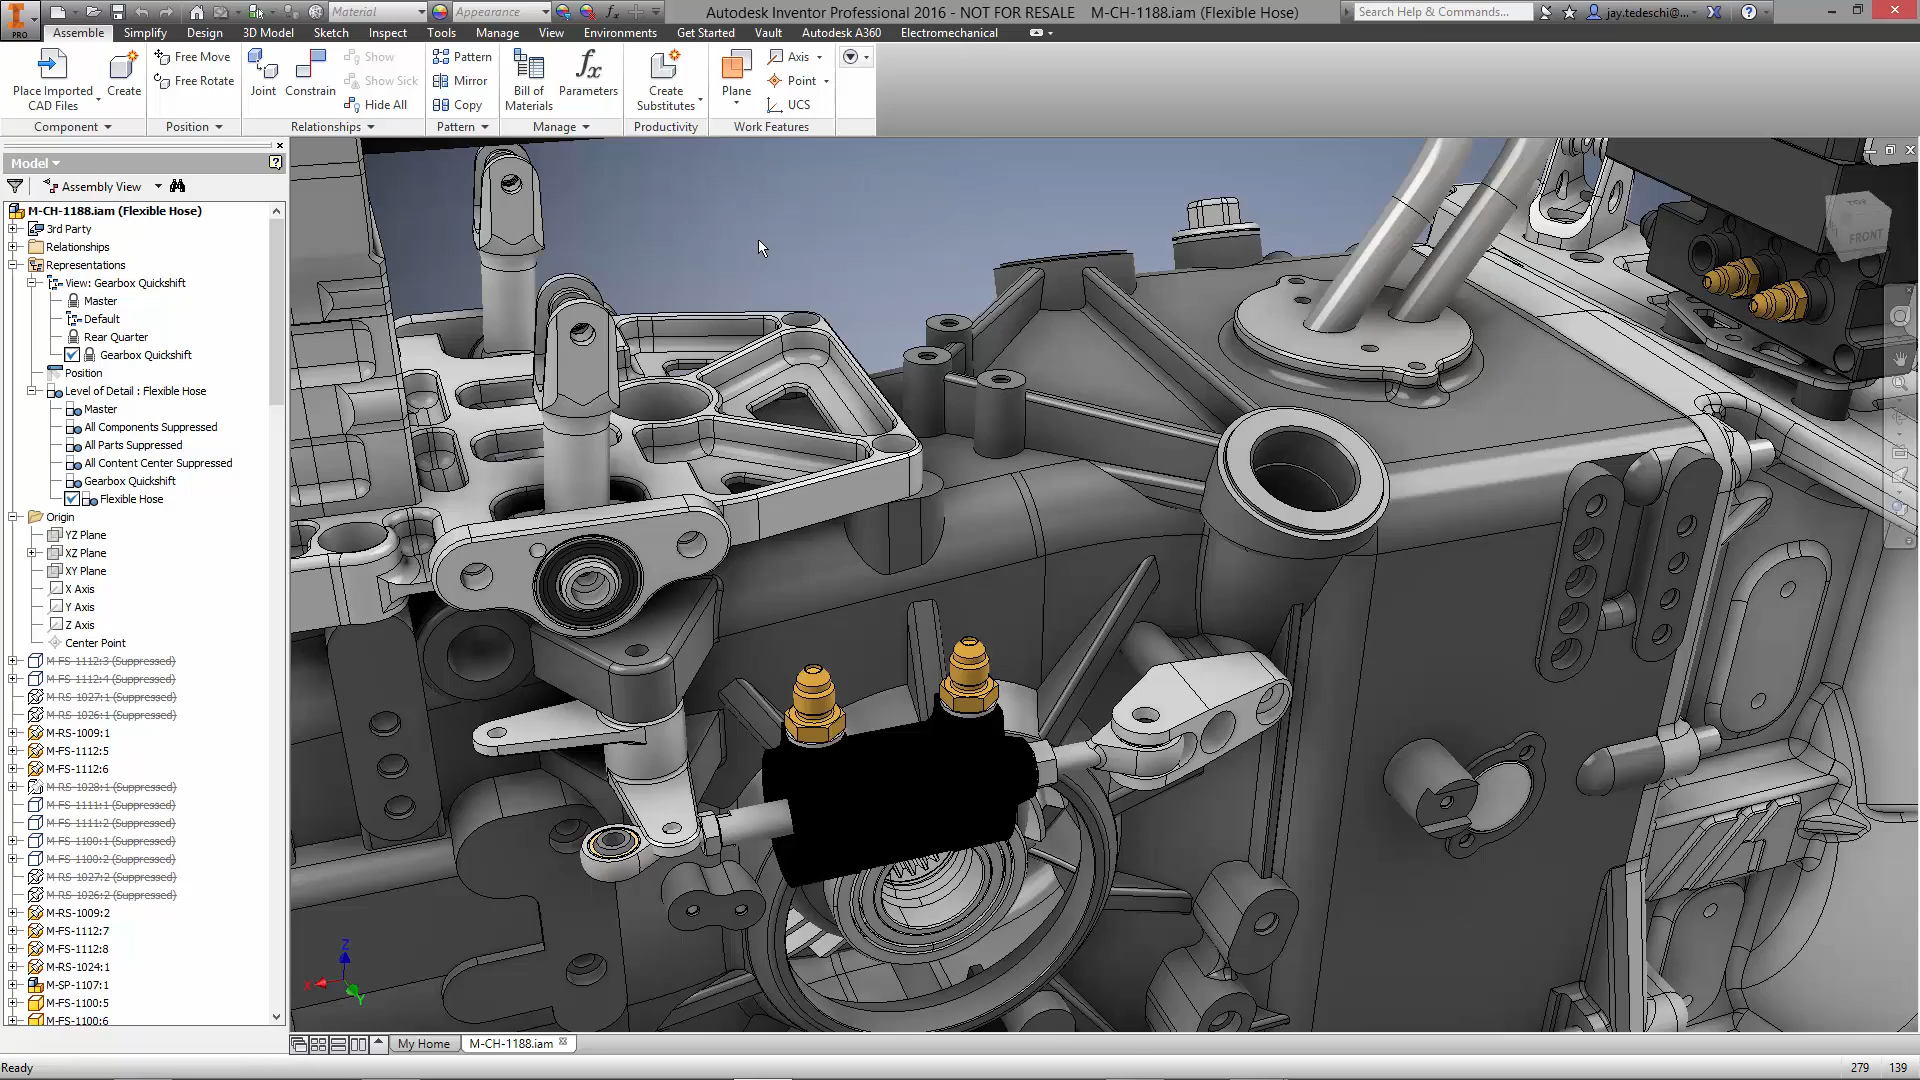 Material
Appearance
Autodesk Inventor Professional 2016 - NOT FOR RESALE M-CH-1188.iam (Flexible Hose)
Search Help & Commands...
jay.tedeschi@...
PRO
Assemble Simplify Design 3D Model Sketch Inspect Tools Manage View Environments Get Started Vault Autodesk A360 Electromechanical
Place Imported
CAD Files
Create
Free Move
Free Rotate
Joint
Constrain
Show
Show Sick
Hide All
Pattern
Mirror
Copy
Bill of
Materials
fx
Parameters
Create
Substitutes
Plane
Axis
Point
UCS
Component Position Relationships Pattern Manage Productivity Work Features
Model
Assembly View
M-CH-1188.iam (Flexible Hose)
3rd Party
Relationships
Representations
View: Gearbox Quickshift
Master
Default
Rear Quarter
Gearbox Quickshift
Position
Level of Detail : Flexible Hose
Master
All Components Suppressed
All Parts Suppressed
All Content Center Suppressed
Gearbox Quickshift
Flexible Hose
Origin
YZ Plane
XZ Plane
XY Plane
X Axis
Y Axis
Z Axis
Center Point
M-FS-1112:3 (Suppressed)
M-FS-1112:4 (Suppressed)
M-RS-1027:1 (Suppressed)
M-RS-1026:1 (Suppressed)
M-RS-1009:1
M-FS-1112:5
M-FS-1112:6
M-RS-1028:1 (Suppressed)
M-FS-1111:1 (Suppressed)
M-FS-1111:2 (Suppressed)
M-FS-1100:1 (Suppressed)
M-FS-1100:2 (Suppressed)
M-RS-1027:2 (Suppressed)
M-RS-1026:2 (Suppressed)
M-RS-1009:2
M-FS-1112:7
M-FS-1112:8
M-RS-1024:1
M-SP-1107:1
M-FS-1100:5
M-FS-1100:6
TOP
FRONT
Z
X
Y
My Home M-CH-1188.iam
Ready
279 139